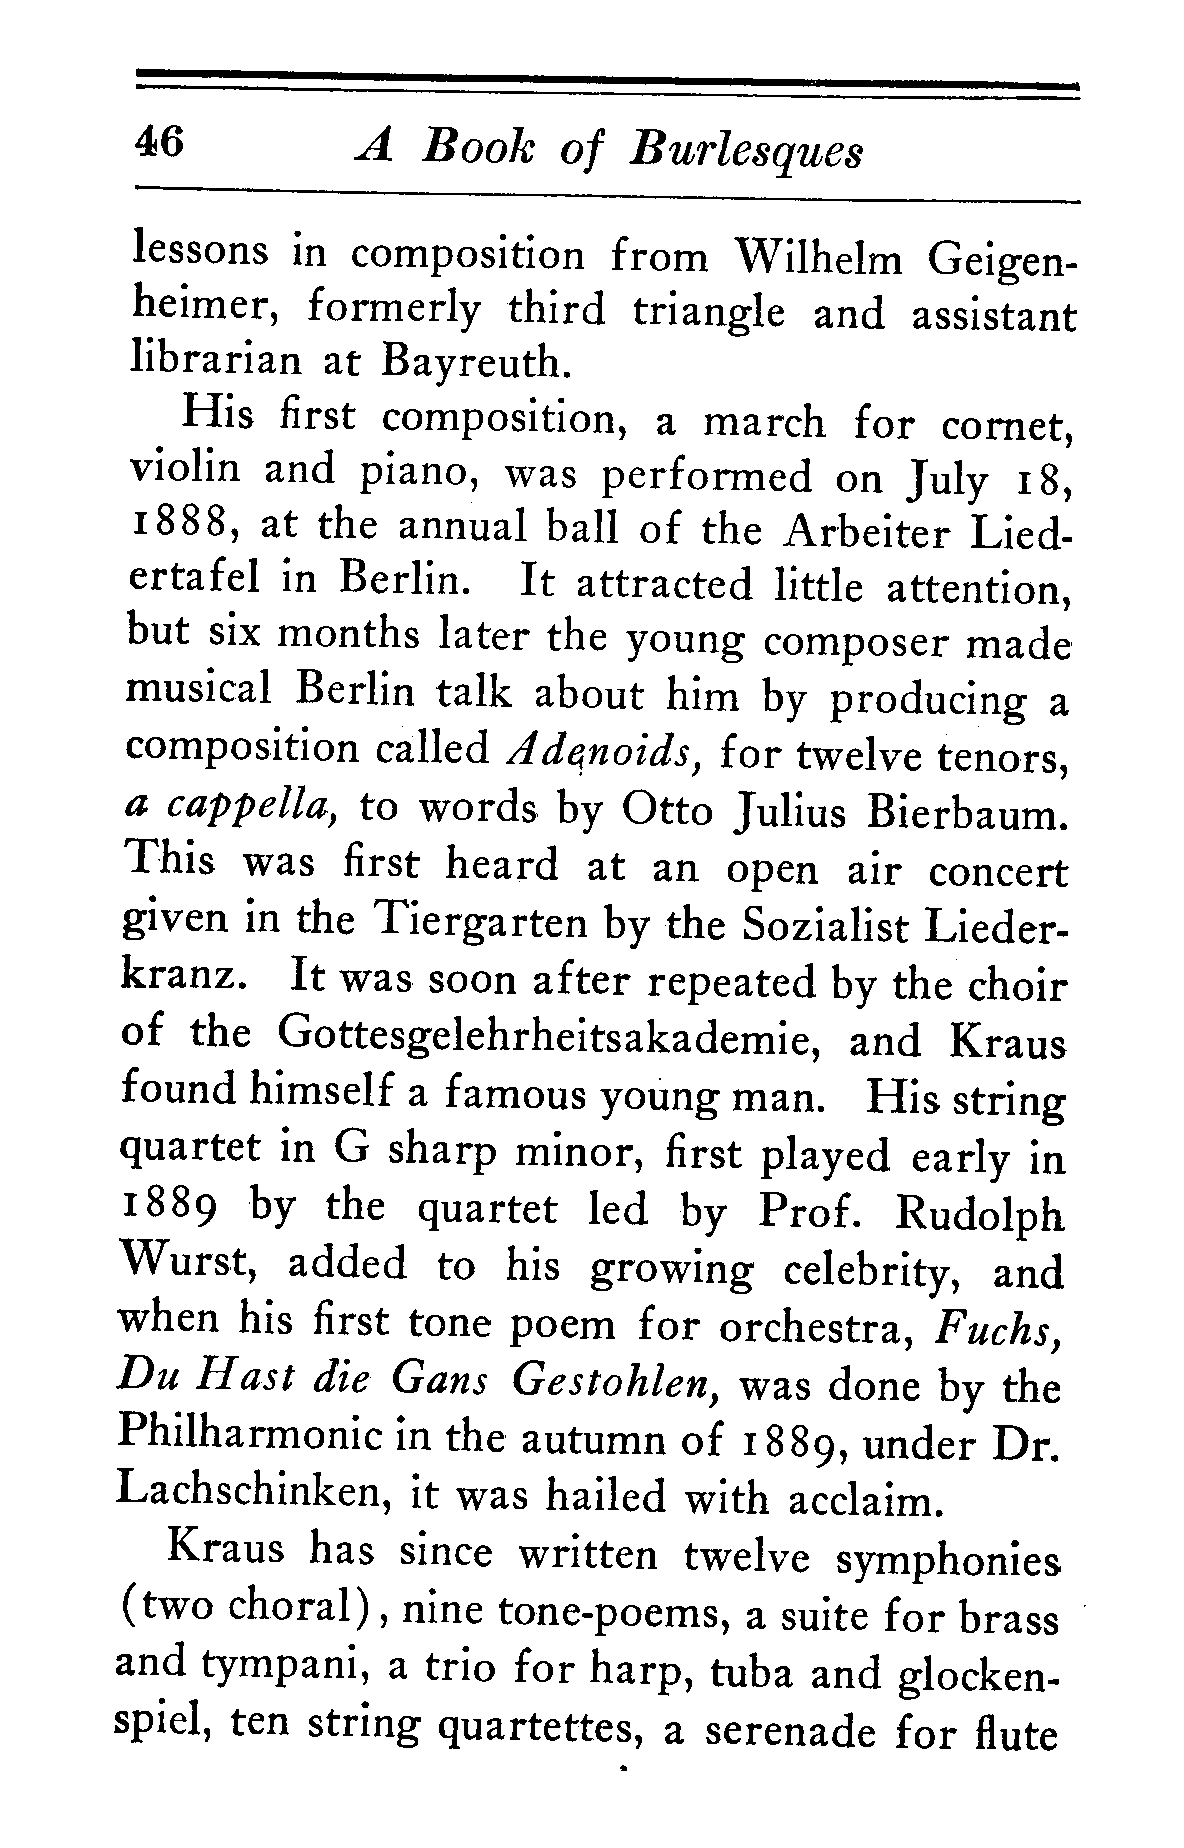 46 A Book of Burlesques
lessons in composition from Wilhelm Geigen-
heimer, formerly third triangle and assistant
librarian at Bayreuth.
His first composition, a march for cornet,
violin and piano, was performed on July 18,
1888, at the annual ball of the Arbeiter Lied-
ertafel in Berlin. It attracted little attention,
but six months later the young composer made
musical Berlin talk about him by producing a
composition called Adenoids, for twelve tenors,
a cappella, to words by Otto Julius Bierbaum.
This was first heard at an open air concert
given in the Tiergarten by the Sozialist Lieder-
kranz. It was soon after repeated by the choir
of the Gottesgelehrheitsakademie, and Kraus
found himself a famous young man. His string
quartet in G sharp minor, first played early in
1889 by the quartet led by Prof. Rudolph
Wurst, added to his growing celebrity, and
when his first tone poem for orchestra, Fuchs,
Du Hast die Gans Gestohlen, was done by the
Philharmonic in the autumn of 1889, under Dr.
Lachschinken, it was hailed with acclaim.
Kraus has since written twelve symphonies
(two choral), nine tone-poems, a suite for brass
and tympani, a trio for harp, tuba and glocken-
spiel, ten string quartettes, a serenade for flute